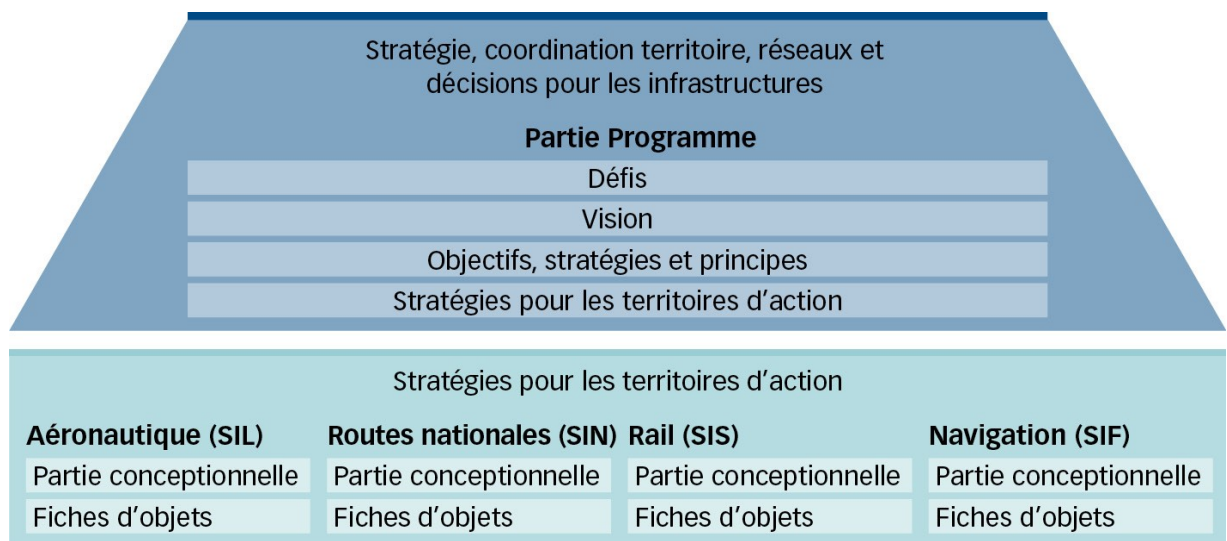 Stratégie, coordination territoire, réseaux et
décisions pour les infrastructures
Partie Programme
Défis
Vision
Objectifs, stratégies et principes
Stratégies pour les territoires d’action
Stratégies pour les territoires d’action
Aéronautique (SIL)
Partie conceptionnelle
Fiches d’objets
Routes nationales (SIN)
Partie conceptionnelle
Fiches d’objets
Rail (SIS)
Partie conceptionnelle
Fiches d’objets
Navigation (SIF)
Partie conceptionnelle
Fiches d’objets